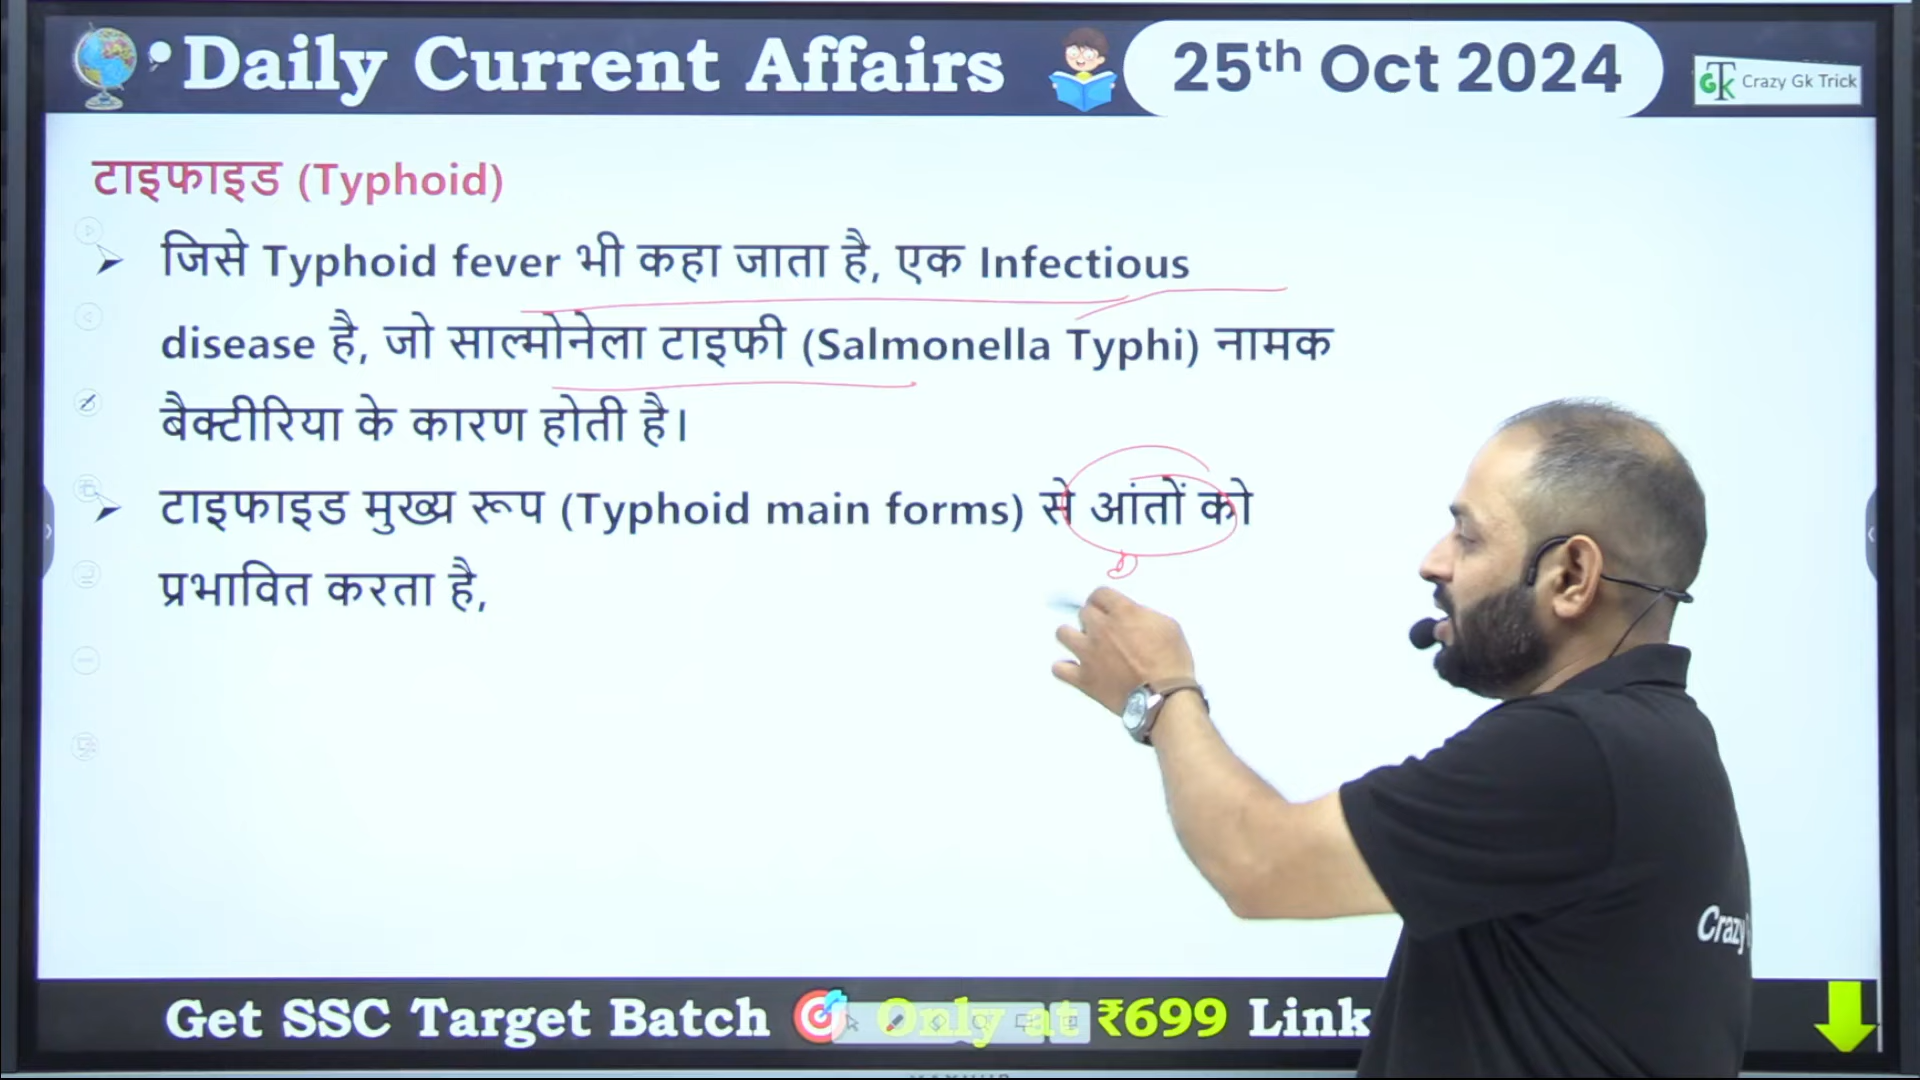 Daily Current Affairs
25th Oct 2024
Crazy Gk Trick
टाइफाइड (Typhoid)
जिसे Typhoid fever भी कहा जाता है, एक Infectious
disease है, जो साल्मोनेला टाइफी (Salmonella Typhi) नामक
बैक्टीरिया के कारण होती है।
टाइफाइड मुख्य रूप (Typhoid main forms) से आंतों को
प्रभावित करता है,
Crazy
Get SSC Target Batch Only at ₹699 Link